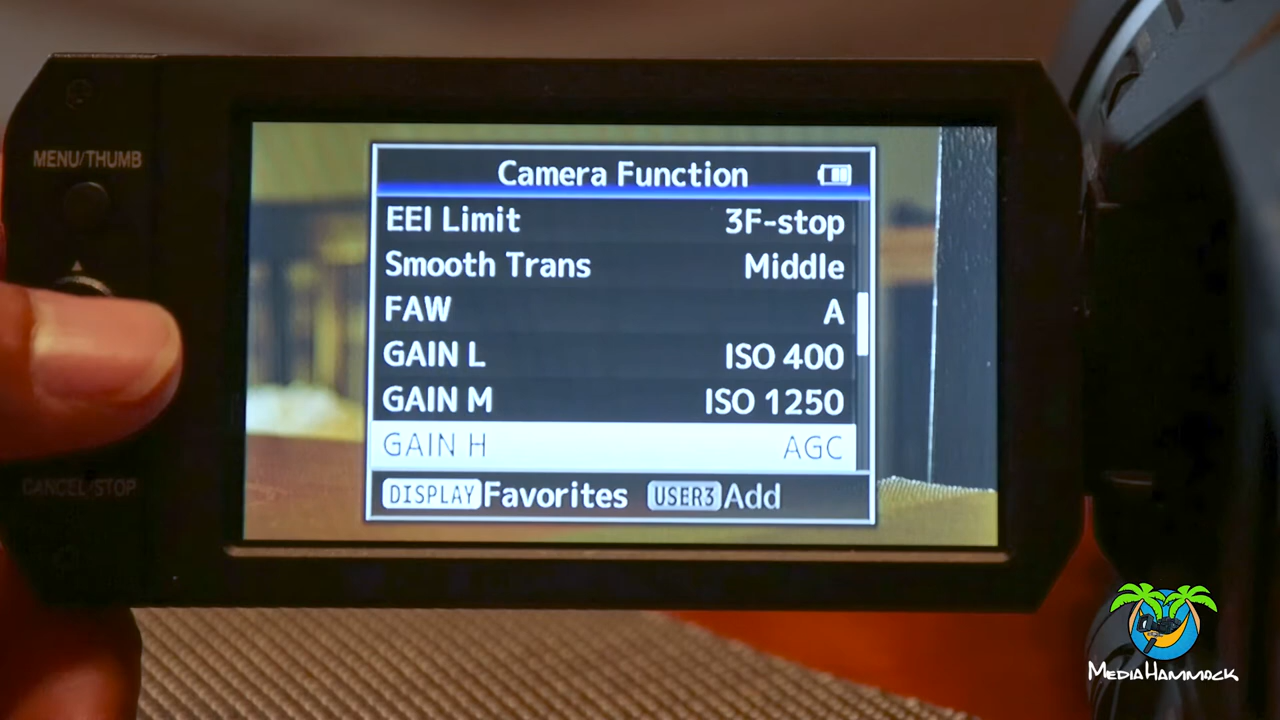 MENU/THUMB
Camera Function
EEI Limit 3F-stop
Smooth Trans Middle
FAW A
GAIN L ISO 400
GAIN M ISO 1250
GAIN H AGC
DISPLAY Favorites USER3 Add
CANCEL/STOP
MEDIAHAMMOCK